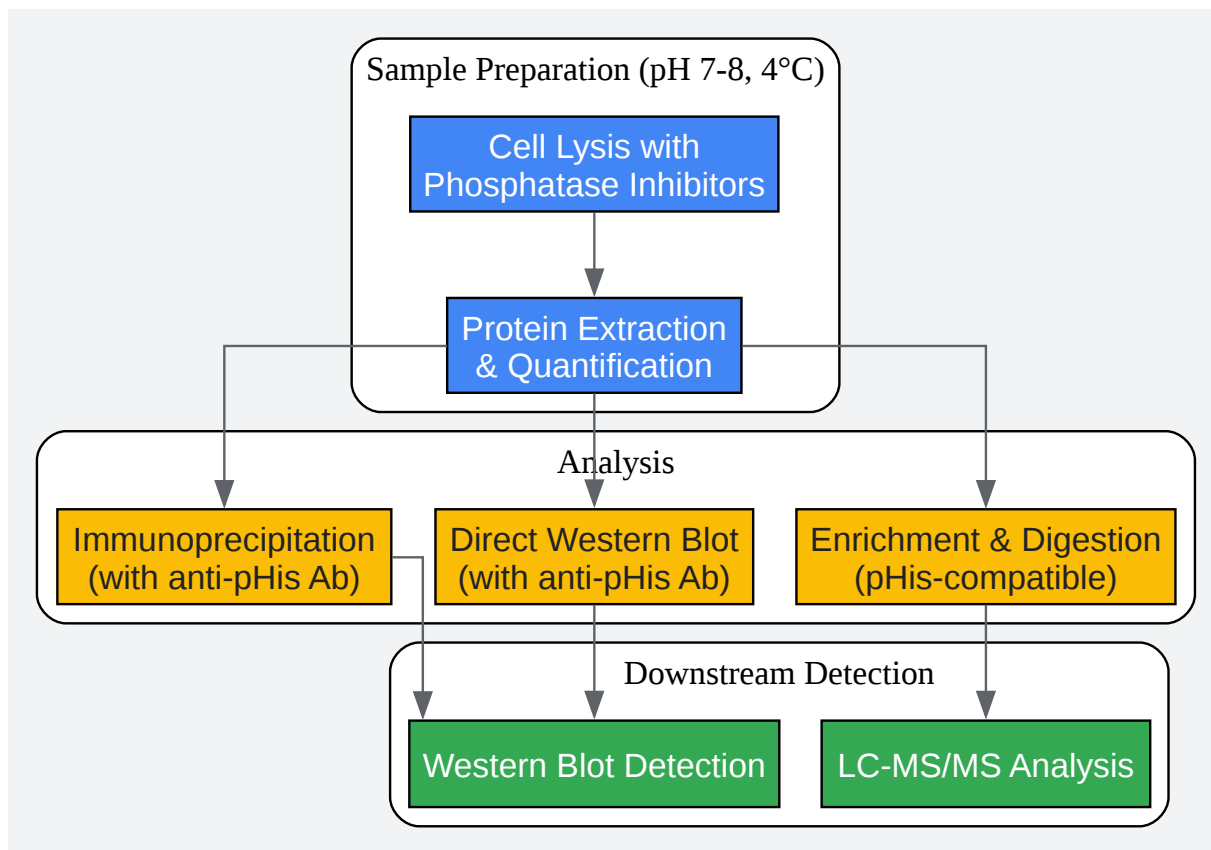 Sample Preparation (pH 7-8, 4°C)
Cell Lysis with
Phosphatase Inhibitors
Protein Extraction
& Quantification
Analysis
Immunoprecipitation
(with anti-pHis Ab)
Direct Western Blot
(with anti-pHis Ab)
Enrichment & Digestion
(pHis-compatible)
Downstream Detection
Western Blot Detection
LC-MS/MS Analysis